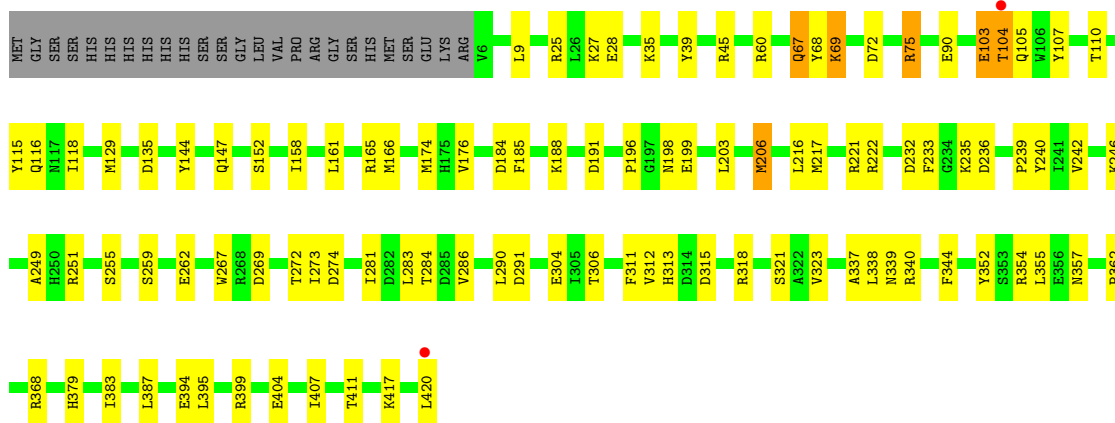 MET GLY SER SER HIS HIS HIS HIS HIS HIS SER SER GLY LEU VAL PRO ARG GLY SER HIS MET SER GLU LYS ARG V6 L9 R25 L26 K27 E28 K35 Y39 R45 R60 Q67 Y68 K69 D72 R75 E90 E103 T104 Q105 W106 Y107 T110
Y115 Q116 N117 I118 M129 D135 Y144 Q147 S152 I158 L161 R165 M166 M174 H175 V176 D184 F185 K188 D191 P196 G197 N198 E199 L203 M206 L216 M217 R221 R222 D232 F233 G234 K235 D236 P239 Y240 I241 V242
A249 H250 R251 S255 S259 E262 W267 R268 D269 T272 I273 D274 I281 D282 L283 T284 D285 V286 L290 D291 E304 I305 T306 F311 V312 H313 D314 D315 R318 S321 A322 V323 A337 L338 N339 R340 F344 Y352 S353 R354 L355 E356 N357
R368 H379 I383 L387 E394 L395 R399 E404 I407 T411 K417 L420